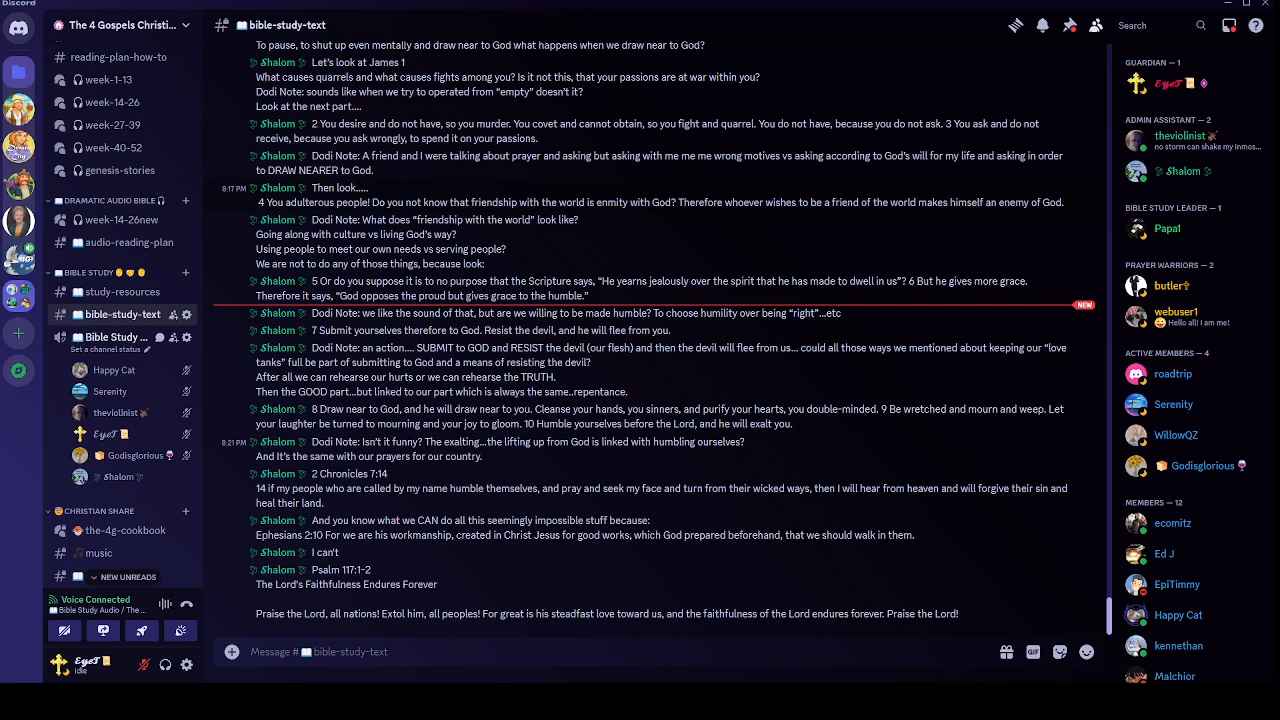 Discord
The 4 Gospels Christi...
reading-plan-how-to
week-1-13
week-14-26
week-27-39
week-40-52
genesis-stories
DRAMATIC AUDIO BIBLE
week-14-26new
audio-reading-plan
BIBLE STUDY
study-resources
bible-study-text
Bible Study ...
Set a channel status
Happy Cat
Serenity
theviolinist
EyeT
Godisglorious
Shalom
CHRISTIAN SHARE
the-4g-cookbook
music
NEW UNREADS
Voice Connected
Bible Study Audio / The ...
EyeT
Idle
bible-study-text
Search
To pause, to shut up even mentally and draw near to God what happens when we draw near to God?
Shalom Let's look at James 1
What causes quarrels and what causes fights among you? Is it not this, that your passions are at war within you?
Dodi Note: sounds like when we try to operated from “empty” doesn't it?
Look at the next part....
Shalom 2 You desire and do not have, so you murder. You covet and cannot obtain, so you fight and quarrel. You do not have, because you do not ask. 3 You ask and do not
receive, because you ask wrongly, to spend it on your passions.
Shalom Dodi Note: A friend and I were talking about prayer and asking but asking with me me me wrong motives vs asking according to God's will for my life and asking in order
to DRAW NEARER to God.
8:17 PM Shalom Then look.....
4 You adulterous people! Do you not know that friendship with the world is enmity with God? Therefore whoever wishes to be a friend of the world makes himself an enemy of God.
Shalom Dodi Note: What does “friendship with the world” look like?
Going along with culture vs living God's way?
Using people to meet our own needs vs serving people?
We are not to do any of those things, because look:
Shalom 5 Or do you suppose it is to no purpose that the Scripture says, “He yearns jealously over the spirit that he has made to dwell in us”? 6 But he gives more grace.
Therefore it says, “God opposes the proud but gives grace to the humble.”
NEW
Shalom Dodi Note: we like the sound of that, but are we willing to be made humble? To choose humility over being “right”...etc
Shalom 7 Submit yourselves therefore to God. Resist the devil, and he will flee from you.
Shalom Dodi Note: an action.... SUBMIT to GOD and RESIST the devil (our flesh) and then the devil will flee from us... could all those ways we mentioned about keeping our “love
tanks” full be part of submitting to God and a means of resisting the devil?
After all we can rehearse our hurts or we can rehearse the TRUTH.
Then the GOOD part...but linked to our part which is always the same..repentance.
Shalom 8 Draw near to God, and he will draw near to you. Cleanse your hands, you sinners, and purify your hearts, you double-minded. 9 Be wretched and mourn and weep. Let
your laughter be turned to mourning and your joy to gloom. 10 Humble yourselves before the Lord, and he will exalt you.
8:21 PM Shalom Dodi Note: Isn't it funny? The exalting...the lifting up from God is linked with humbling ourselves?
And It's the same with our prayers for our country.
Shalom 2 Chronicles 7:14
14 if my people who are called by my name humble themselves, and pray and seek my face and turn from their wicked ways, then I will hear from heaven and will forgive their sin and
heal their land.
Shalom And you know what we CAN do all this seemingly impossible stuff because:
Ephesians 2:10 For we are his workmanship, created in Christ Jesus for good works, which God prepared beforehand, that we should walk in them.
Shalom I can't
Shalom Psalm 117:1-2
The Lord's Faithfulness Endures Forever
Praise the Lord, all nations! Extol him, all peoples! For great is his steadfast love toward us, and the faithfulness of the Lord endures forever. Praise the Lord!
Message # bible-study-text
GIF
GUARDIAN — 1
EyeT
ADMIN ASSISTANT — 2
theviolinist
no storm can shake my inmos...
Shalom
BIBLE STUDY LEADER — 1
Papa1
PRAYER WARRIORS — 2
butler
webuser1
Hello all! I am me!
ACTIVE MEMBERS — 4
roadtrip
Serenity
WillowQZ
Godisglorious
MEMBERS — 12
ecomitz
Ed J
EpiTimmy
Happy Cat
kennethan
Malchior